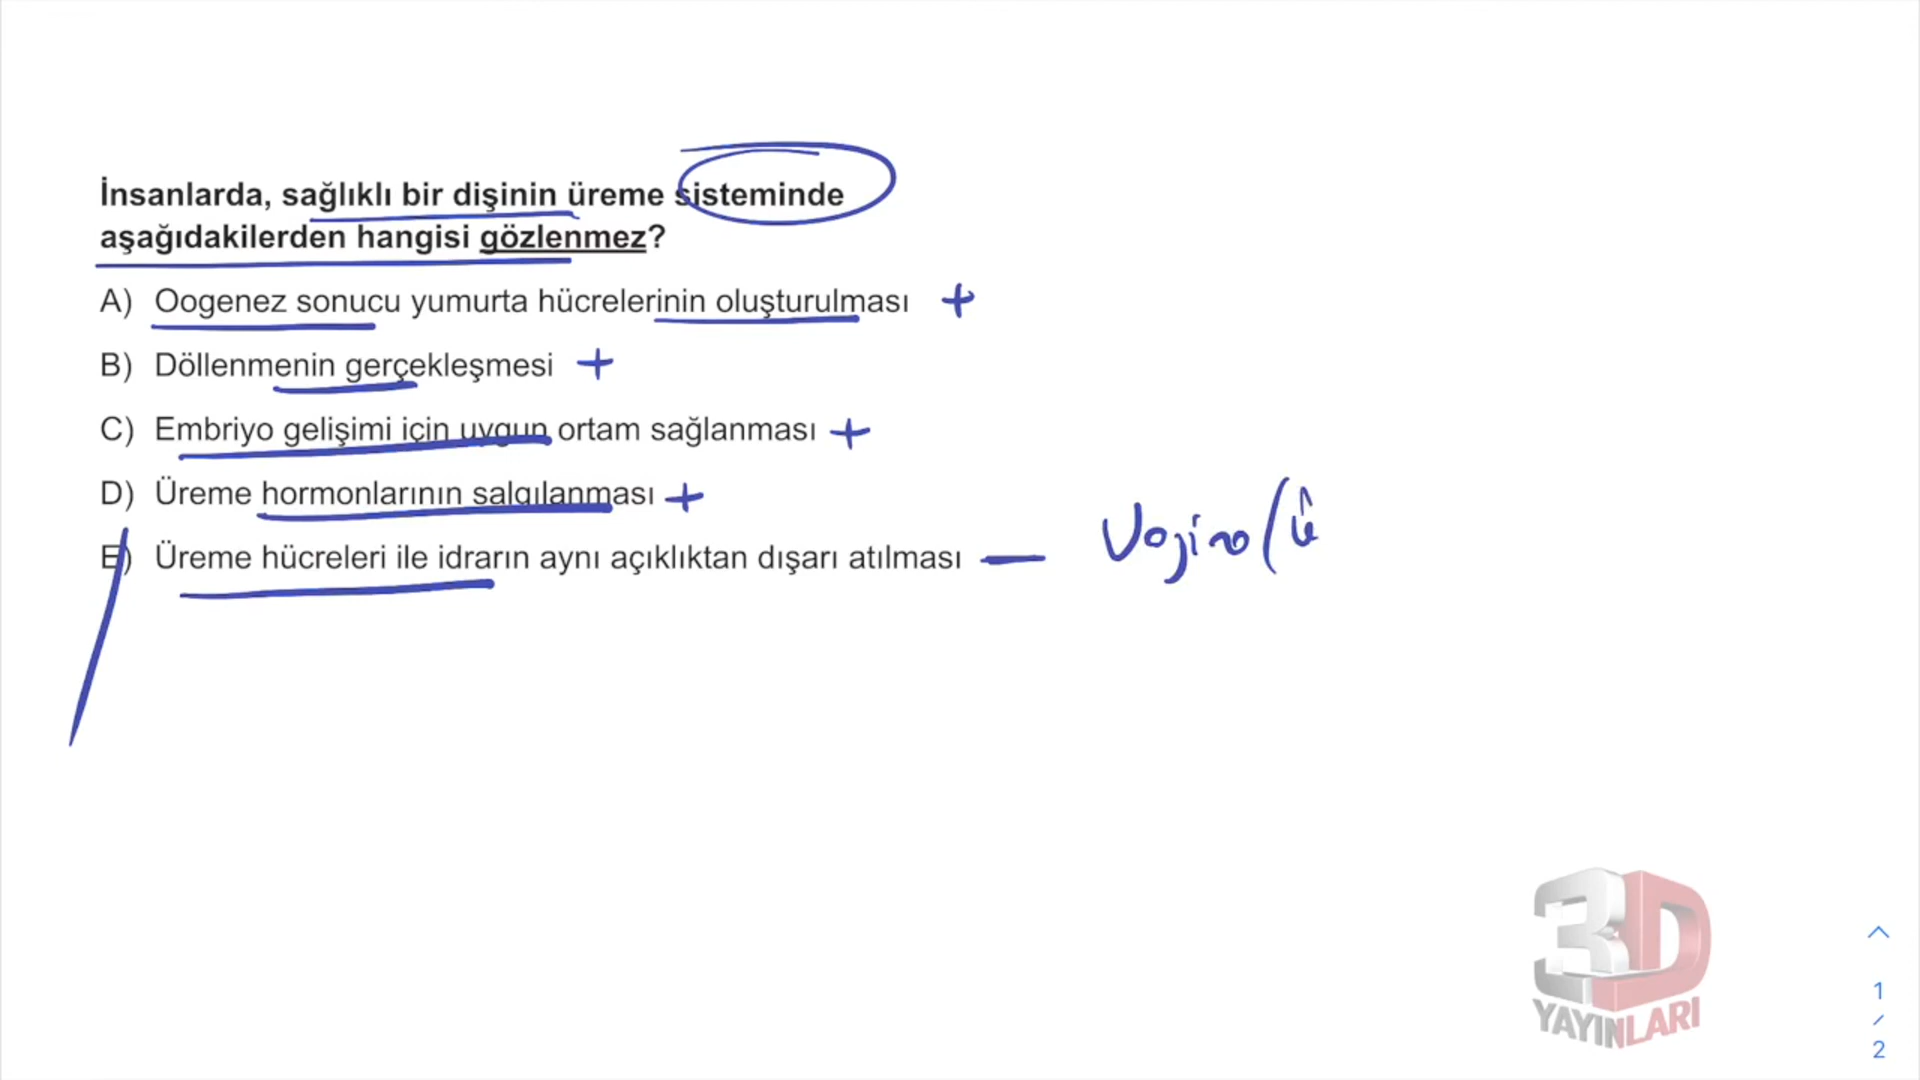 İnsanlarda, sağlıklı bir dişinin üreme sisteminde
aşağıdakilerden hangisi gözlenmez?
A) Oogenez sonucu yumurta hücrelerinin oluşturulması +
B) Döllenmenin gerçekleşmesi +
C) Embriyo gelişimi için uygun ortam sağlanması +
D) Üreme hormonlarının salgılanması +
E) Üreme hücreleri ile idrarın aynı açıklıktan dışarı atılması — Vajina (ü
3D
YAYINLARI
1
/
2